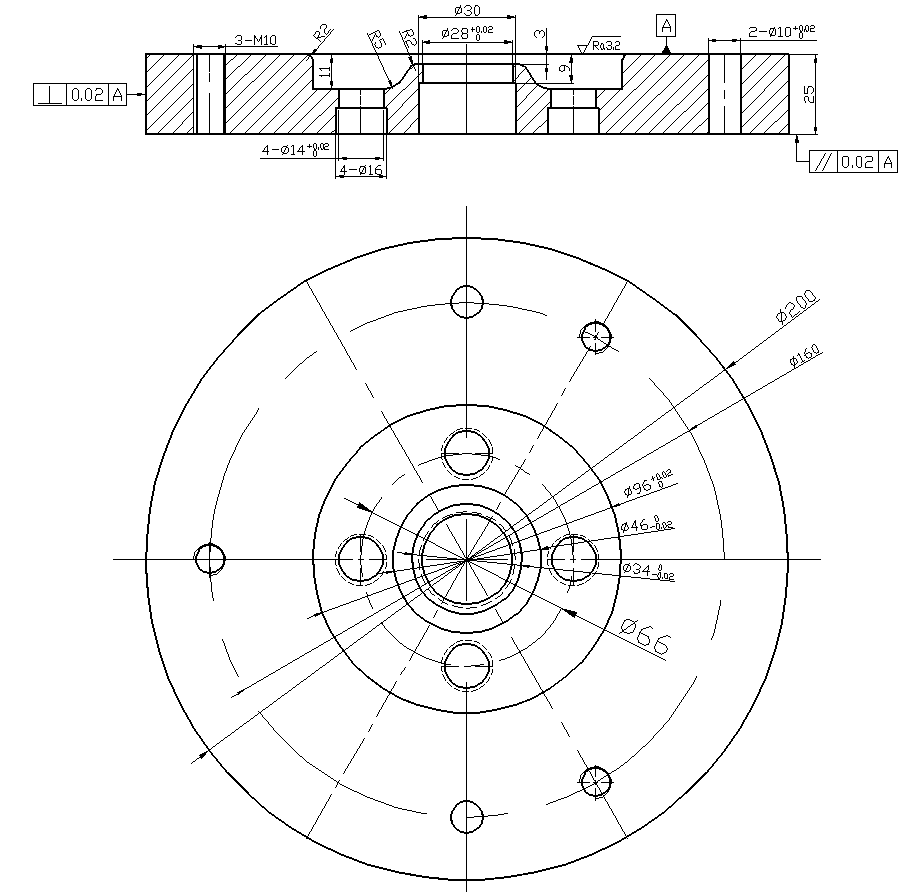 Ø30
Ø28+0.02 0
3
A
2-Ø10+0.02 0
3-M10
R2
R5
R2
Ra3.2
11
9
25
⊥ 0.02 A
4-Ø14+0.02 0
4-Ø16
// 0.02 A
Ø200
Ø160
Ø96+0.02 0
Ø46 0 -0.02
Ø34 0 -0.02
Ø66